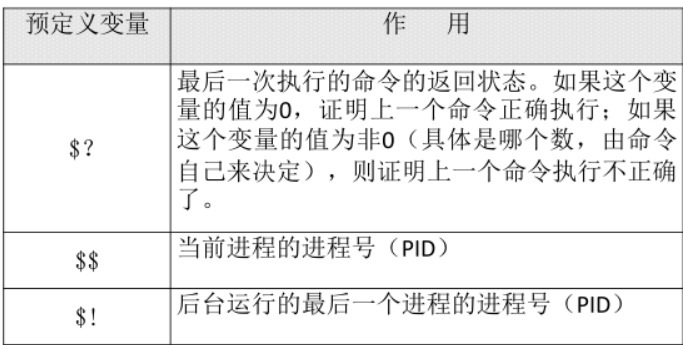 预定义变量 作 用
最后一次执行的命令的返回状态。如果这个变
量的值为0，证明上一个命令正确执行；如果
$? 这个变量的值为非0（具体是哪个数，由命令
自己来决定），则证明上一个命令执行不正确
了。
$$ 当前进程的进程号（PID）
$! 后台运行的最后一个进程的进程号（PID）